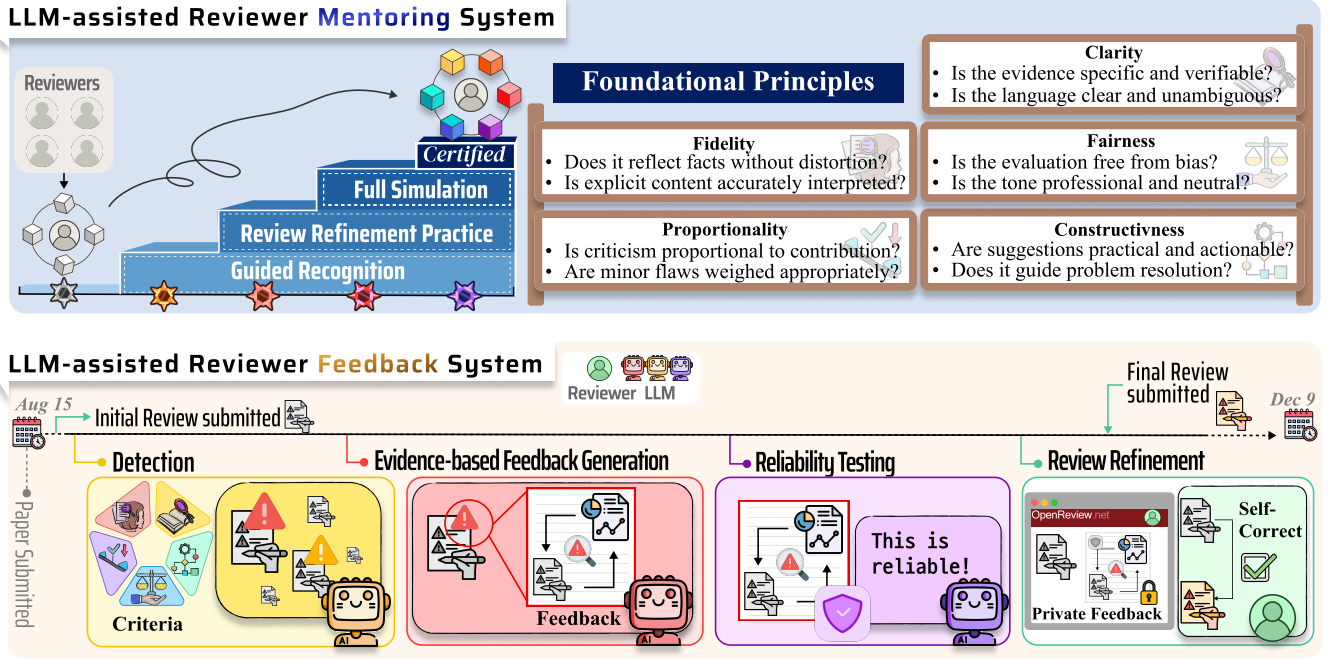 LLM-assisted Reviewer Mentoring System
Reviewers
Certified
Full Simulation
Review Refinement Practice
Guided Recognition
Foundational Principles
Clarity
• Is the evidence specific and verifiable?
• Is the language clear and unambiguous?
Fidelity
• Does it reflect facts without distortion?
• Is explicit content accurately interpreted?
Fairness
• Is the evaluation free from bias?
• Is the tone professional and neutral?
Proportionality
• Is criticism proportional to contribution?
• Are minor flaws weighed appropriately?
Constructivness
• Are suggestions practical and actionable?
• Does it guide problem resolution?
LLM-assisted Reviewer Feedback System
Reviewer LLM
Aug 15
Initial Review submitted
Final Review
submitted
Dec 9
Paper Submitted
Detection
Evidence-based Feedback Generation
Reliability Testing
Review Refinement
Criteria
AI
Feedback
AI
This is
reliable!
AI
OpenReview.net
Private Feedback
Self-
Correct